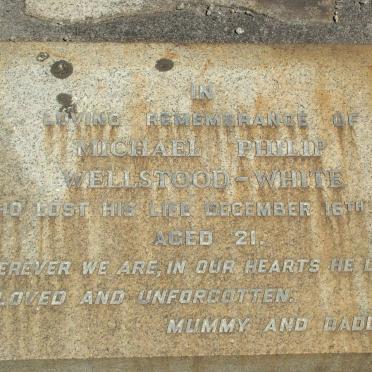 IN
LOVING REMEMBRANCE OF
MICHAEL PHILIP
WELLSTOOD-WHITE
HO LOST HIS LIFE DECEMBER 16TH
AGED 21.
EREVER WE ARE, IN OUR HEARTS HE L
LOVED AND UNFORGOTTEN.
MUMMY AND DADD